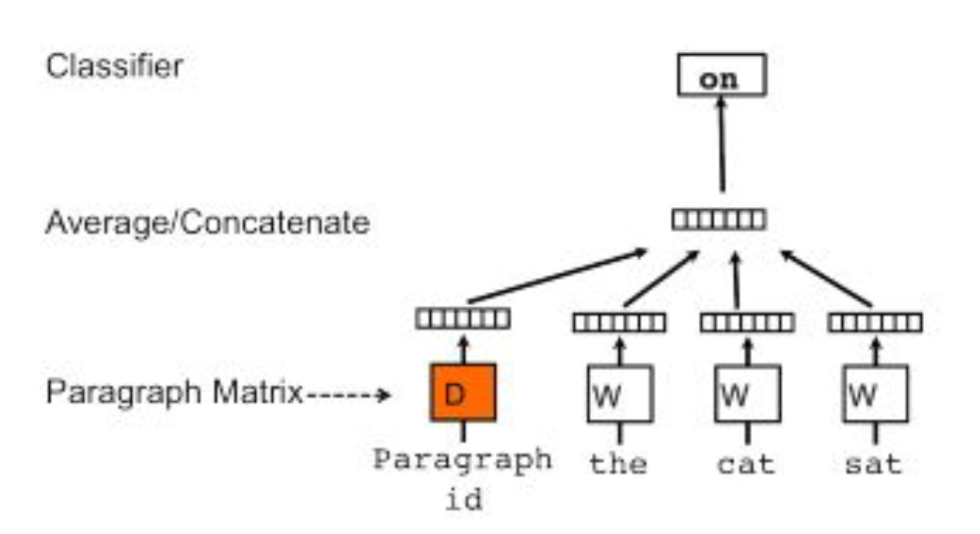 Classifier
on
Average/Concatenate
Paragraph Matrix
D
W
W
W
Paragraph
id
the
cat
sat